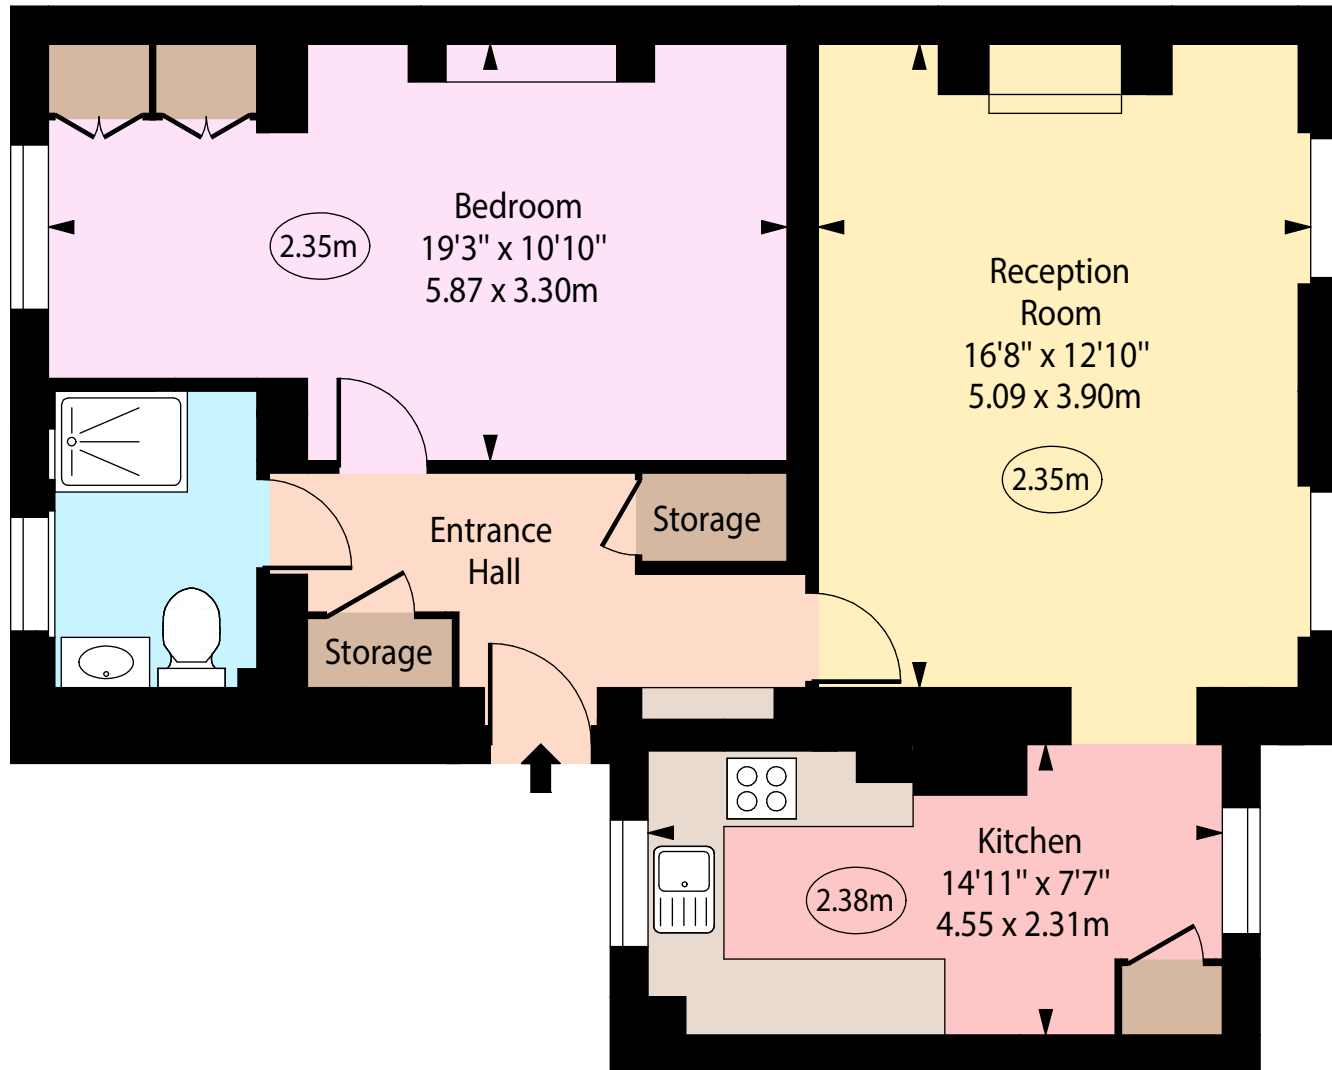 Bedroom
19'3" x 10'10"
5.87 x 3.30m
2.35m
Reception
Room
16'8" x 12'10"
5.09 x 3.90m
2.35m
Entrance
Hall
Storage
Storage
Kitchen
14'11" x 7'7"
4.55 x 2.31m
2.38m